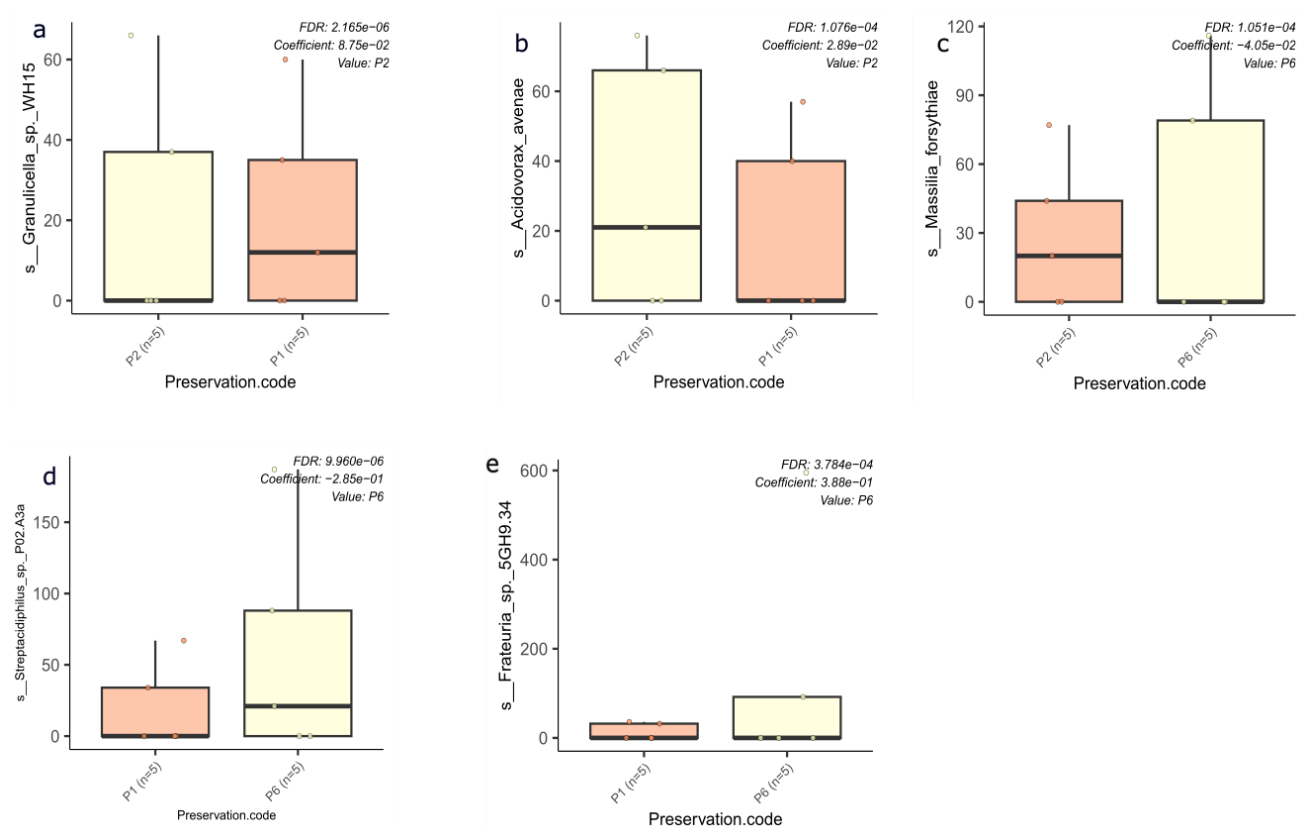 a
FDR: 2.165e−06
Coefficient: 8.75e−02
Value: P2
s__Granulicella_sp._WH15
60
40
20
0
P2 (n=5)
P1 (n=5)
Preservation.code
b
FDR: 1.076e−04
Coefficient: 2.89e−02
Value: P2
s__Acidovorax_avenae
60
40
20
0
P2 (n=5)
P1 (n=5)
Preservation.code
c
FDR: 1.051e−04
Coefficient: −4.05e−02
Value: P6
s__Massilia_forsythiae
120
90
60
30
0
P2 (n=5)
P6 (n=5)
Preservation.code
d
FDR: 9.960e−06
Coefficient: −2.85e−01
Value: P6
s__Streptacidiphilus_sp._P02.A3a
150
100
50
0
P1 (n=5)
P6 (n=5)
Preservation.code
e
FDR: 3.784e−04
Coefficient: 3.88e−01
Value: P6
s__Frateuria_sp._5GH9.34
600
400
200
0
P1 (n=5)
P6 (n=5)
Preservation.code